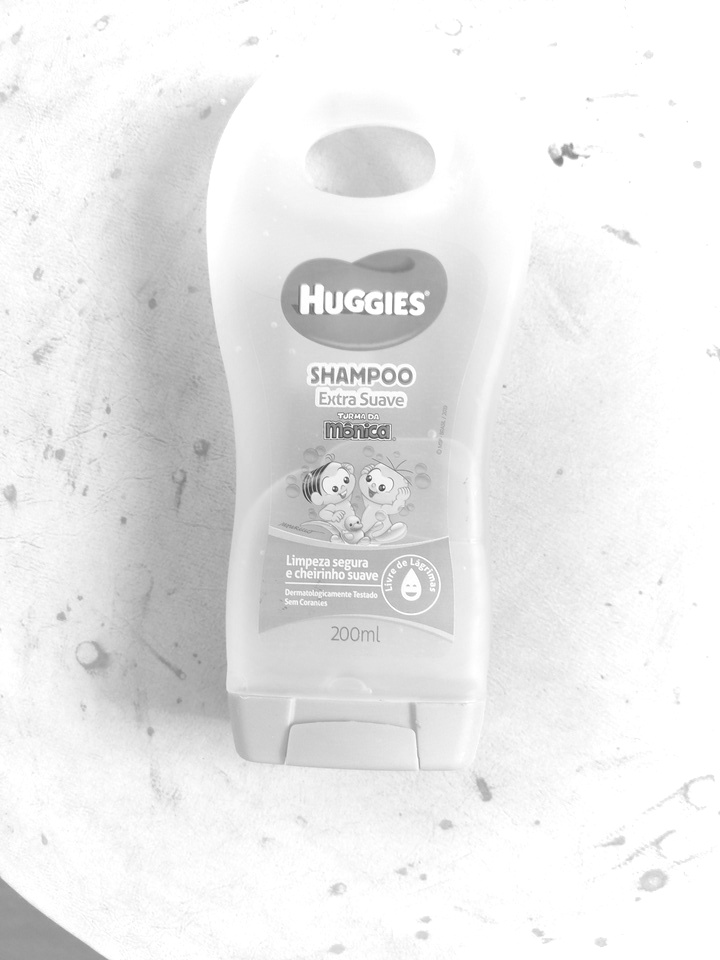 HUGGIES®
SHAMPOO
Extra Suave
TURMA DA
Mônica
Limpeza segura
e cheirinho suave
Dermatologicamente Testado
Sem Corantes
Livre de Lágrimas
200ml